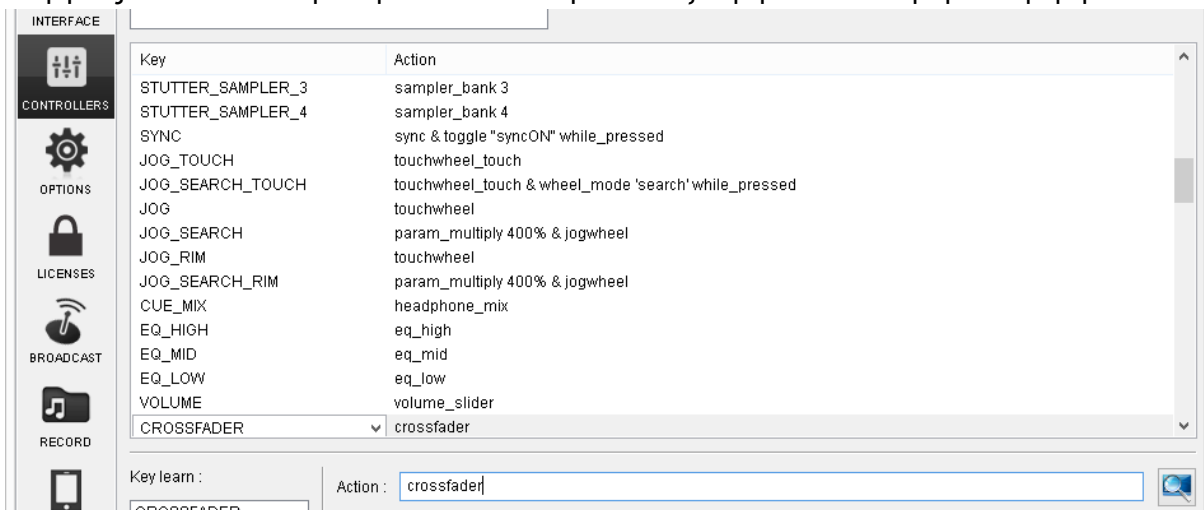 INTERFACE
Key Action
STUTTER_SAMPLER_3 sampler_bank 3
CONTROLLERS
STUTTER_SAMPLER_4 sampler_bank 4
SYNC sync & toggle "syncON" while_pressed
JOG_TOUCH touchwheel_touch
OPTIONS
JOG_SEARCH_TOUCH touchwheel_touch & wheel_mode 'search' while_pressed
JOG touchwheel
JOG_SEARCH param_multiply 400% & jogwheel
JOG_RIM touchwheel
LICENSES
JOG_SEARCH_RIM param_multiply 400% & jogwheel
CUE_MIX headphone_mix
EQ_HIGH eq_high
BROADCAST
EQ_MID eq_mid
EQ_LOW eq_low
VOLUME volume_slider
CROSSFADER crossfader
RECORD
Key learn :
Action : crossfader
CROSSFADER